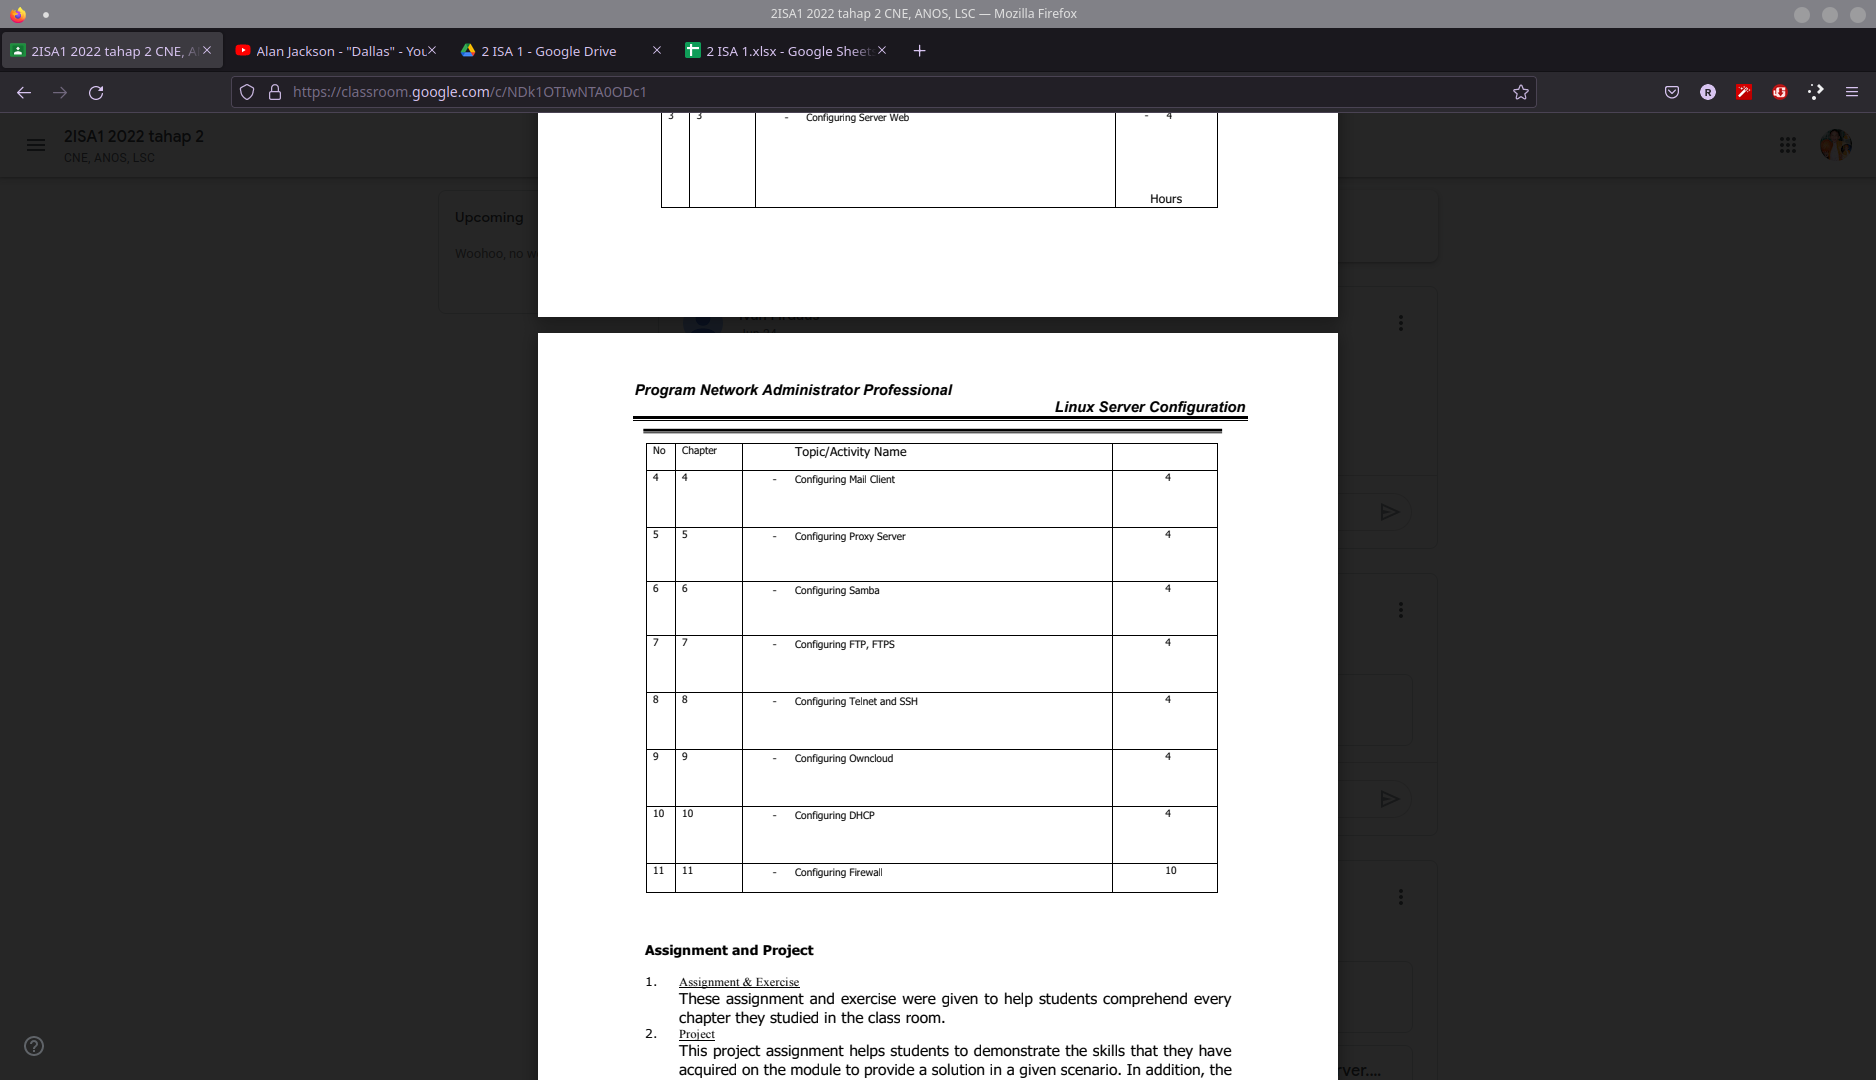 2ISA1 2022 tahap 2 CNE, ANOS, LSC — Mozilla Firefox
2ISA1 2022 tahap 2 CNE, A
Alan Jackson - "Dallas" - You
2 ISA 1 - Google Drive
2 ISA 1.xlsx - Google Sheet
https://classroom.google.com/c/NDk1OTIwNTA0ODc1
R
2ISA1 2022 tahap 2
CNE, ANOS, LSC
Upcoming
Woohoo, no w
3 3 - Configuring Server Web - 4
Hours
Program Network Administrator Professional
Linux Server Configuration
No Chapter Topic/Activity Name
4 4 - Configuring Mail Client 4
5 5 - Configuring Proxy Server 4
6 6 - Configuring Samba 4
7 7 - Configuring FTP, FTPS 4
8 8 - Configuring Telnet and SSH 4
9 9 - Configuring Owncloud 4
10 10 - Configuring DHCP 4
11 11 - Configuring Firewall 10
Assignment and Project
1. Assignment & Exercise
These assignment and exercise were given to help students comprehend every
chapter they studied in the class room.
2. Project
This project assignment helps students to demonstrate the skills that they have
acquired on the module to provide a solution in a given scenario. In addition, the
rver....